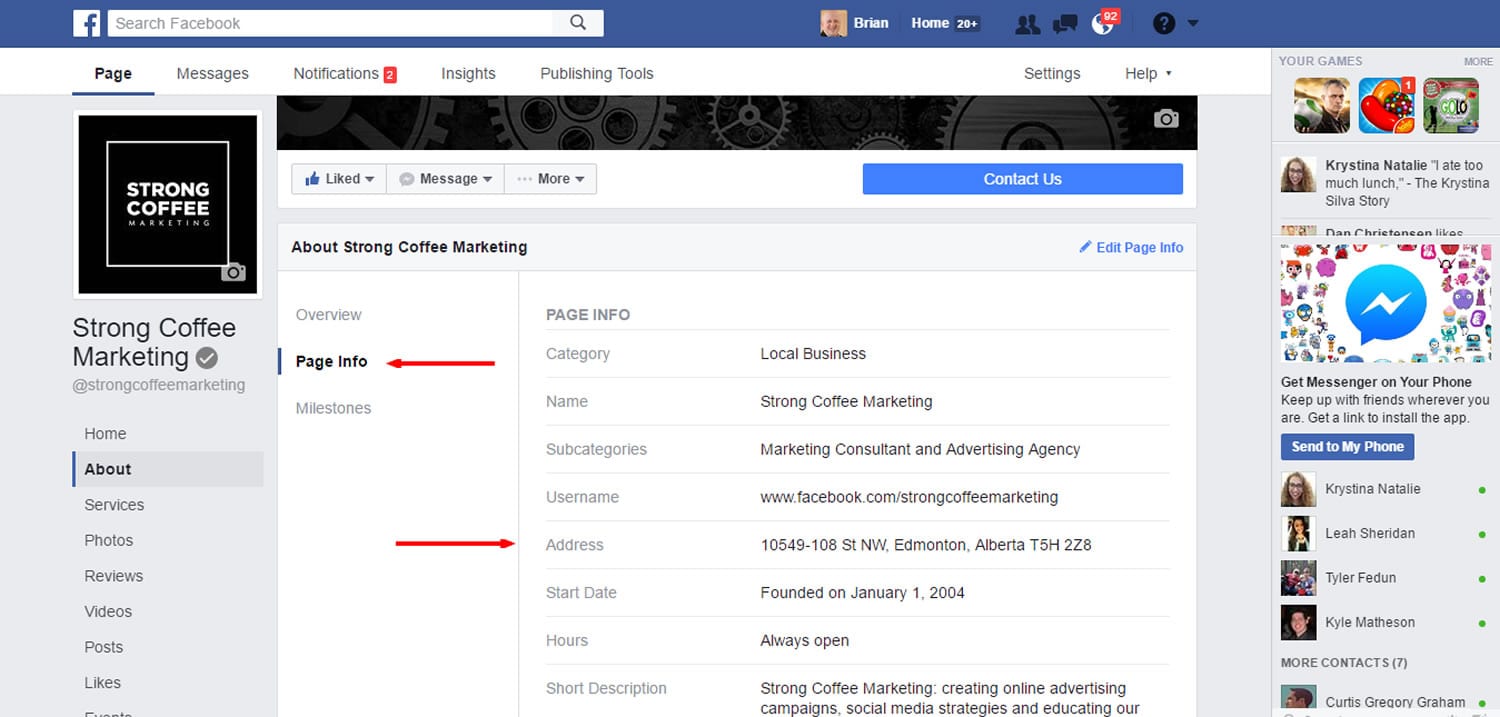 Search Facebook
Brian
Home 20+
92
?
Page
Messages
Notifications 2
Insights
Publishing Tools
Settings
Help
STRONG
COFFEE
MARKETING
Strong Coffee
Marketing
@strongcoffeemarketing
Home
About
Services
Photos
Reviews
Videos
Posts
Likes
Events
Liked
Message
More
Contact Us
About Strong Coffee Marketing
Edit Page Info
Overview
Page Info
Milestones
PAGE INFO
Category Local Business
Name Strong Coffee Marketing
Subcategories Marketing Consultant and Advertising Agency
Username www.facebook.com/strongcoffeemarketing
Address 10549-108 St NW, Edmonton, Alberta T5H 2Z8
Start Date Founded on January 1, 2004
Hours Always open
Short Description Strong Coffee Marketing: creating online advertising
campaigns, social media strategies and educating our
YOUR GAMES MORE
1
GOLO
Krystina Natalie "I ate too
much lunch," - The Krystina
Silva Story
Dan Christensen likes
Get Messenger on Your Phone
Keep up with friends wherever you
are. Get a link to install the app.
Send to My Phone
Krystina Natalie
Leah Sheridan
Tyler Fedun
Kyle Matheson
MORE CONTACTS (7)
Curtis Gregory Graham